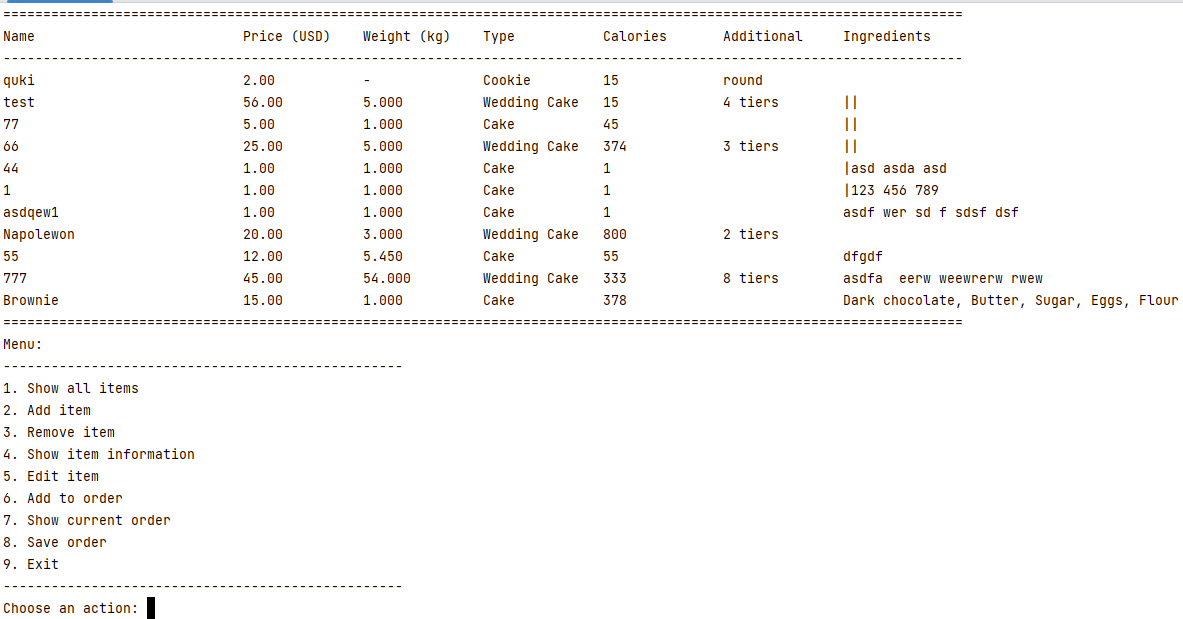 ========================================================================================================================
Name                          Price (USD)    Weight (kg)    Type           Calories       Additional     Ingredients
------------------------------------------------------------------------------------------------------------------------
quki                          2.00           -              Cookie         15             round
test                          56.00          5.000          Wedding Cake   15             4 tiers        ||
77                            5.00           1.000          Cake           45                            ||
66                            25.00          5.000          Wedding Cake   374            3 tiers        ||
44                            1.00           1.000          Cake           1                             |asd asda asd
1                             1.00           1.000          Cake           1                             |123 456 789
asdqew1                       1.00           1.000          Cake           1                             asdf wer sd f sdsf dsf
Napolewon                     20.00          3.000          Wedding Cake   800            2 tiers
55                            12.00          5.450          Cake           55                            dfgdf
777                           45.00          54.000         Wedding Cake   333            8 tiers        asdfa  eerw weewrerw rwew
Brownie                       15.00          1.000          Cake           378                           Dark chocolate, Butter, Sugar, Eggs, Flour
========================================================================================================================
Menu:
--------------------------------------------------
1. Show all items
2. Add item
3. Remove item
4. Show item information
5. Edit item
6. Add to order
7. Show current order
8. Save order
9. Exit
--------------------------------------------------
Choose an action: